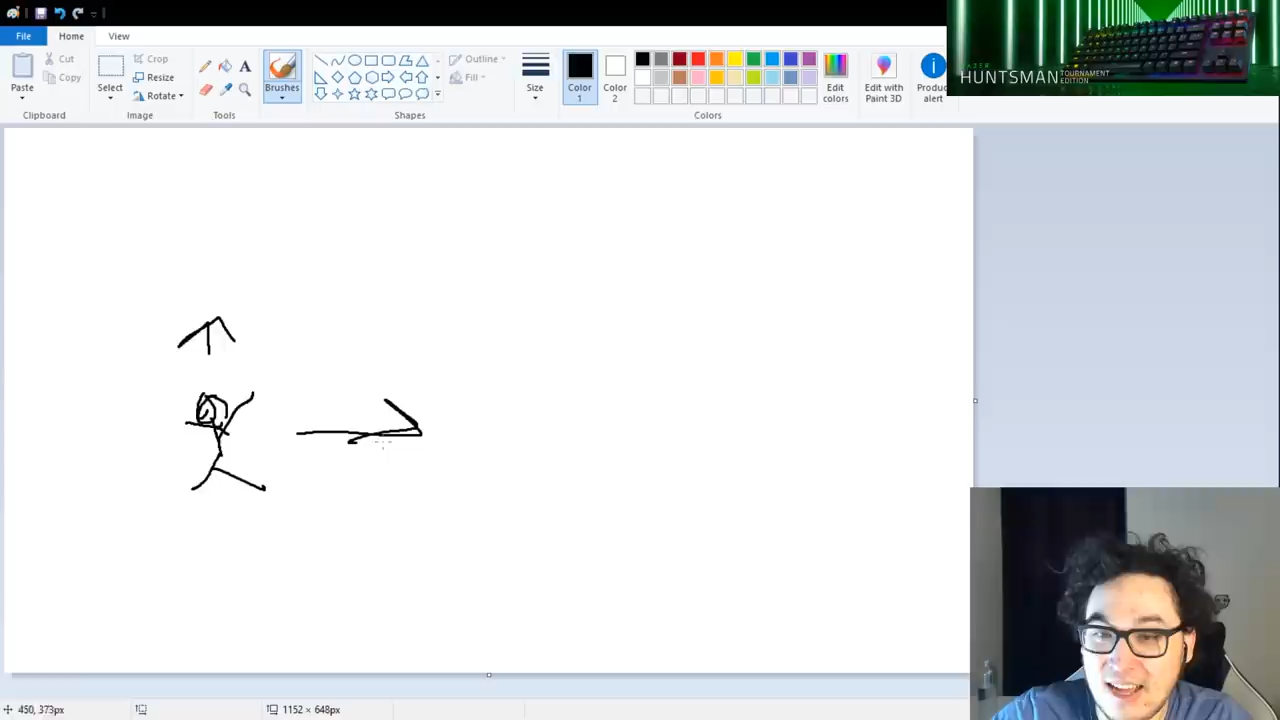 File
Home
View
Paste
Cut
Copy
Clipboard
Select
Crop
Resize
Rotate
Image
A
Tools
Brushes
Outline
Fill
Shapes
Size
Color
1
Color
2
Edit
colors
Colors
Edit with
Paint 3D
Produc
alert
HUNTSMAN TOURNAMENT
EDITION
450, 373px
1152 × 648px